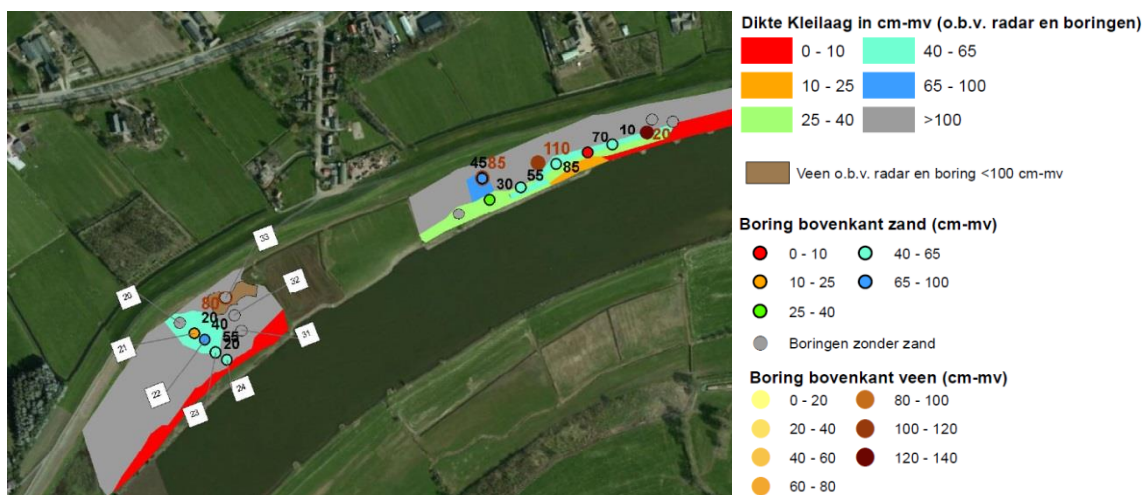 Dikte Kleilaag in cm-mv (o.b.v. radar en boringen)
0 - 10
40 - 65
10 - 25
65 - 100
25 - 40
>100
Veen o.b.v. radar en boring <100 cm-mv
Boring bovenkant zand (cm-mv)
0 - 10
40 - 65
10 - 25
65 - 100
25 - 40
Boringen zonder zand
Boring bovenkant veen (cm-mv)
0 - 20
80 - 100
20 - 40
100 - 120
40 - 60
120 - 140
60 - 80
10
20
70
110
85
45
85
55
30
33
32
20
80
20
40
55
20
31
21
22
23
24